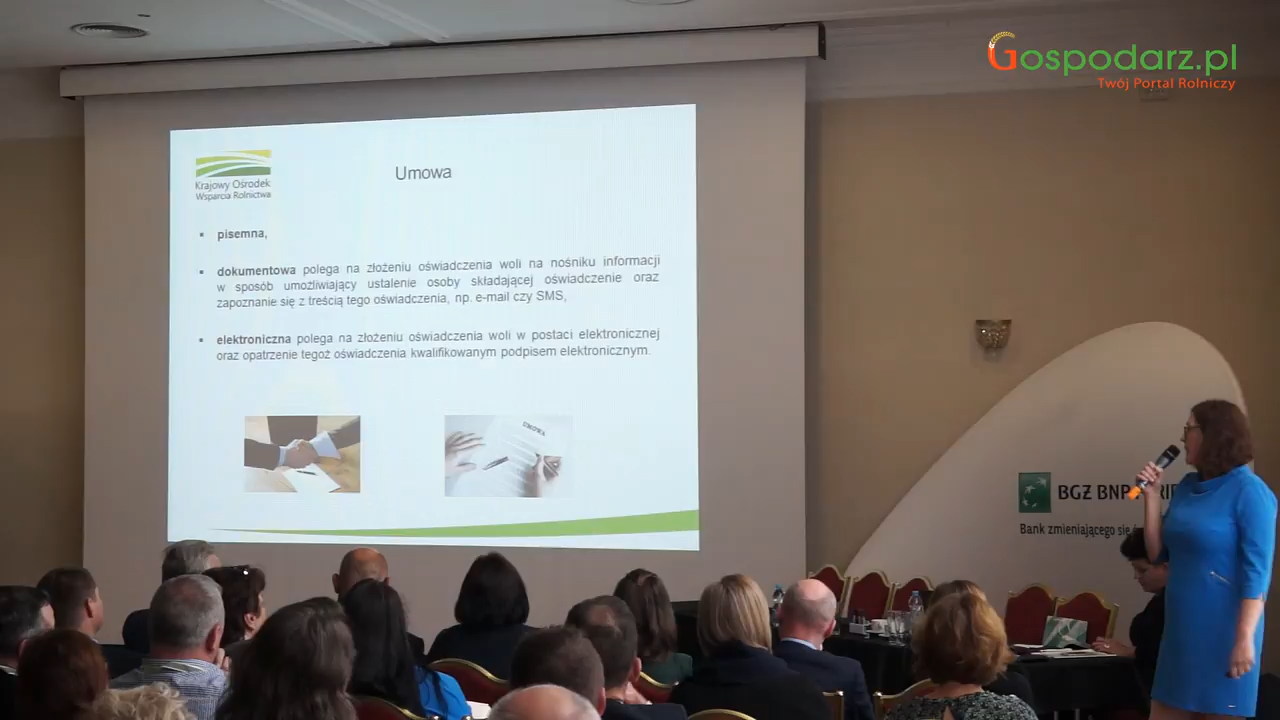 Gospodarz.pl
Twój Portal Rolniczy
Krajowy Ośrodek
Wsparcia Rolnictwa
Umowa
▪ pisemna,
▪ dokumentowa polega na złożeniu oświadczenia woli na nośniku informacji
w sposób umożliwiający ustalenie osoby składającej oświadczenie oraz
zapoznanie się z treścią tego oświadczenia, np. e-mail czy SMS,
▪ elektroniczna polega na złożeniu oświadczenia woli w postaci elektronicznej
oraz opatrzenie tegoż oświadczenia kwalifikowanym podpisem elektronicznym.
UMOWA
BGŻ BNP
Bank zmieniającego się